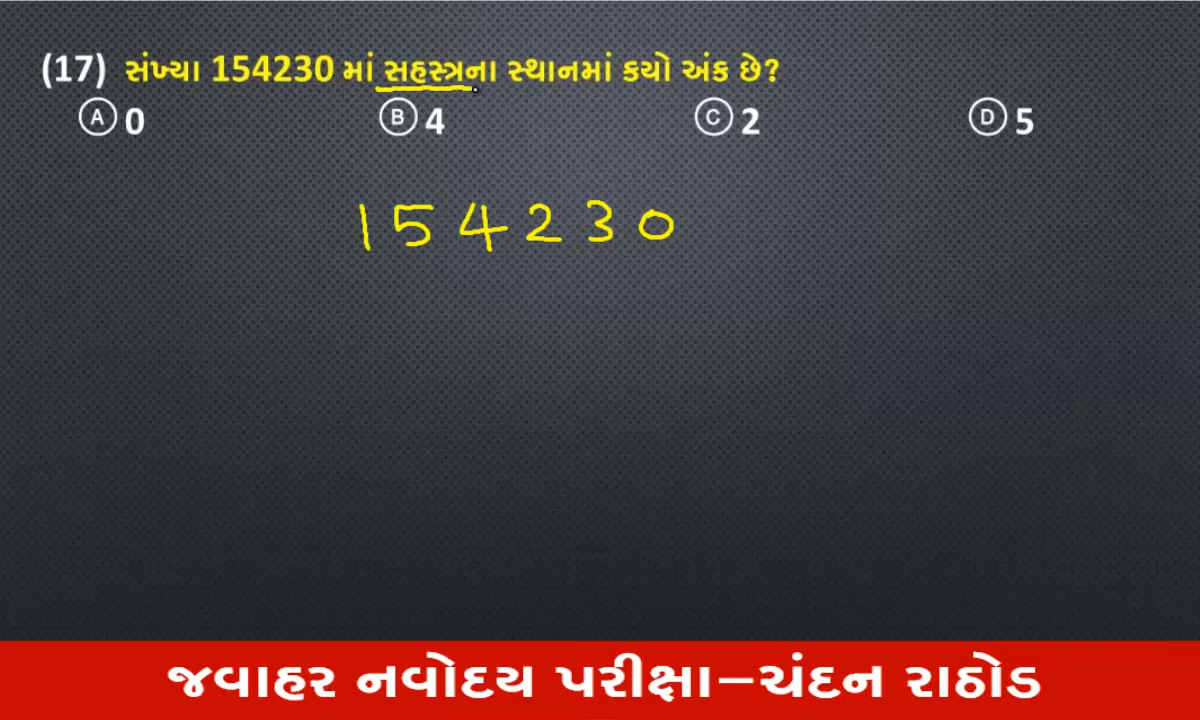 (17) સંખ્યા 154230 માં સહસ્ત્રના સ્થાનમાં કયો અંક છે?
A 0 B 4 C 2 D 5
154230
જવાહર નવોદય પરીક્ષા–ચંદન રાઠોડ